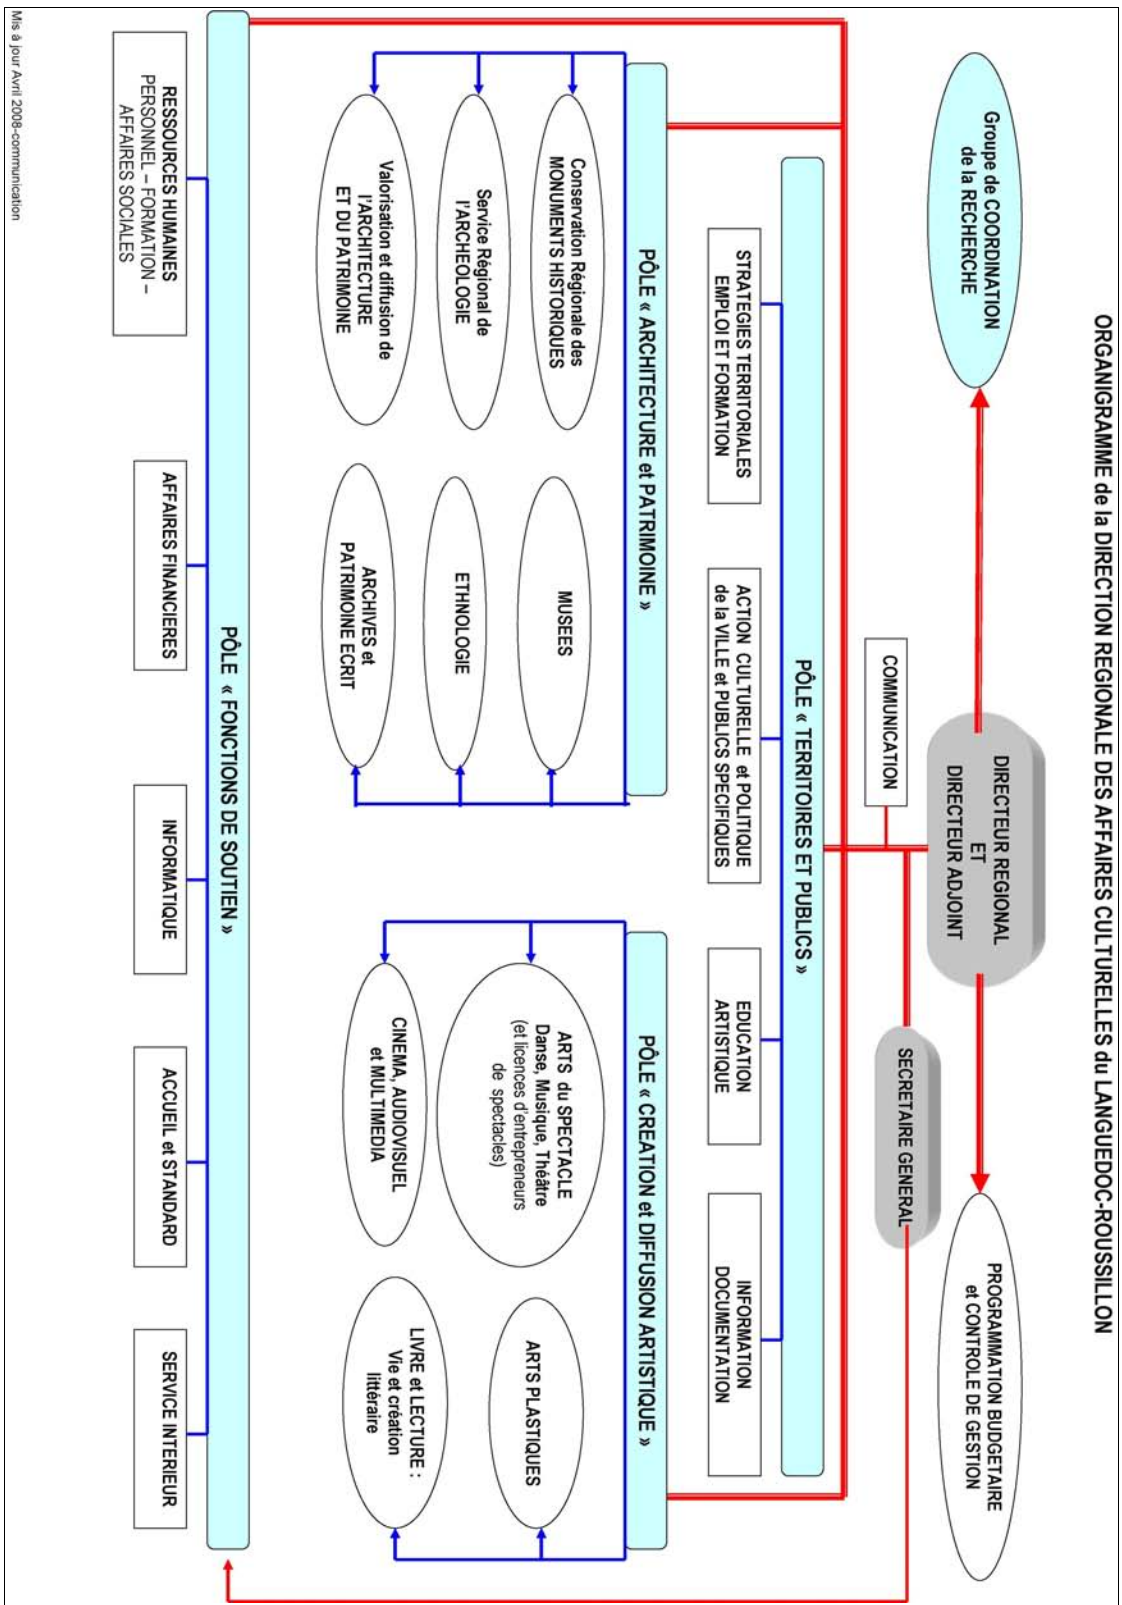 ORGANIGRAMME de la DIRECTION REGIONALE DES AFFAIRES CULTURELLES du LANGUEDOC-ROUSSILLON
Groupe de COORDINATION
de la RECHERCHE
DIRECTEUR REGIONAL
ET
DIRECTEUR ADJOINT
PROGRAMMATION BUDGETAIRE
et CONTROLE DE GESTION
SECRETAIRE GENERAL
COMMUNICATION
PÔLE « TERRITOIRES ET PUBLICS »
STRATEGIES TERRITORIALES
EMPLOI ET FORMATION
ACTION CULTURELLE et POLITIQUE
de la VILLE et PUBLICS SPECIFIQUES
EDUCATION
ARTISTIQUE
INFORMATION
DOCUMENTATION
PÔLE « ARCHITECTURE et PATRIMOINE »
Conservation Régionale des
MONUMENTS HISTORIQUES
Service Régional de
l'ARCHEOLOGIE
Valorisation et diffusion de
l'ARCHITECTURE
ET DU PATRIMOINE
MUSEES
ETHNOLOGIE
ARCHIVES et
PATRIMOINE ECRIT
PÔLE « CREATION et DIFFUSION ARTISTIQUE »
ARTS du SPECTACLE
Danse, Musique, Théâtre
(et licences d'entrepreneurs
de spectacles)
CINEMA, AUDIOVISUEL
et MULTIMEDIA
ARTS PLASTIQUES
LIVRE et LECTURE :
Vie et création
littéraire
PÔLE « FONCTIONS DE SOUTIEN »
RESSOURCES HUMAINES
PERSONNEL – FORMATION –
AFFAIRES SOCIALES
AFFAIRES FINANCIERES
INFORMATIQUE
ACCUEIL et STANDARD
SERVICE INTERIEUR
Mis à jour Avril 2008-communication